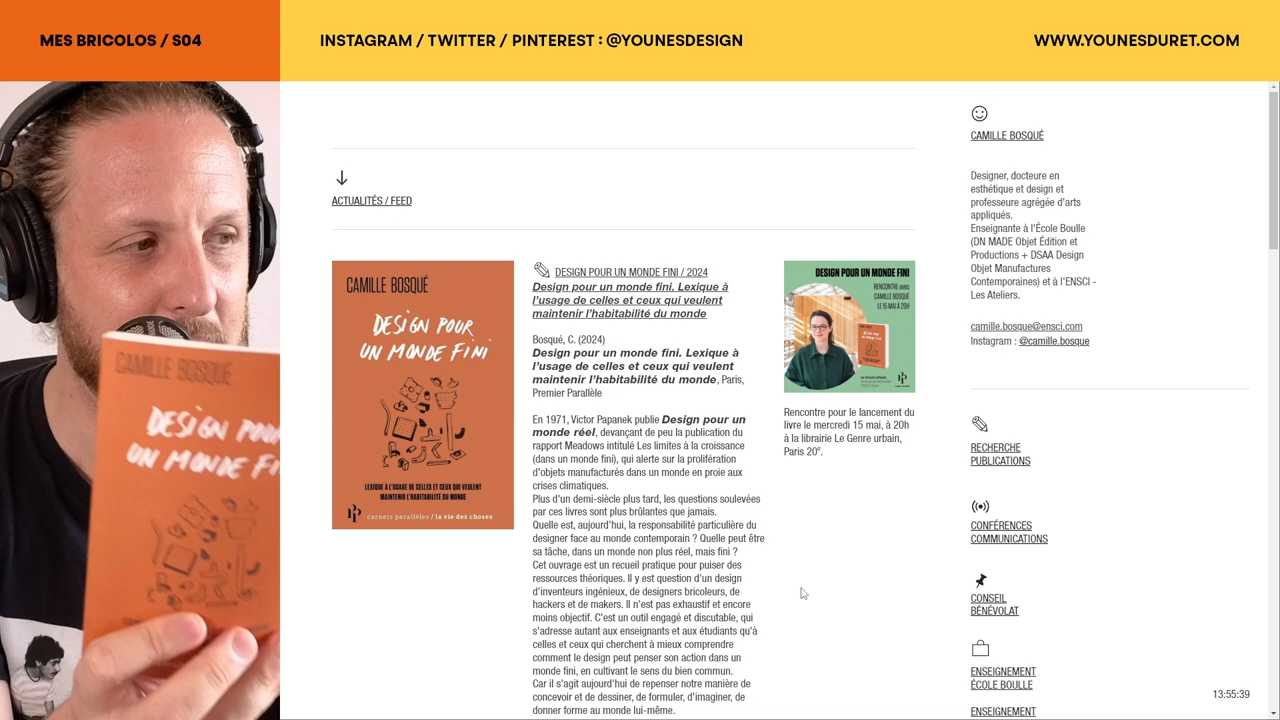 MES BRICOLOS / S04
INSTAGRAM / TWITTER / PINTEREST : @YOUNESDESIGN
WWW.YOUNESDURET.COM
CAMILLE BOSQUÉ
DESIGN POUR
UN MONDE FI
ACTUALITÉS / FEED
CAMILLE BOSQUÉ
DESIGN POUR
UN MONDE FINI
LEXIQUE À L'USAGE DE CELLES ET CEUX QUI VEULENT
MAINTENIR L'HABITABILITÉ DU MONDE
carnets parallèles / la vie des choses
DESIGN POUR UN MONDE FINI / 2024
Design pour un monde fini. Lexique à
l'usage de celles et ceux qui veulent
maintenir l'habitabilité du monde
Bosqué, C. (2024)
Design pour un monde fini. Lexique à
l'usage de celles et ceux qui veulent
maintenir l'habitabilité du monde, Paris,
Premier Parallèle
En 1971, Victor Papanek publie Design pour un
monde réel, devançant de peu la publication du
rapport Meadows intitulé Les limites à la croissance
(dans un monde fini), qui alerte sur la prolifération
d'objets manufacturés dans un monde en proie aux
crises climatiques.
Plus d'un demi-siècle plus tard, les questions soulevées
par ces livres sont plus brûlantes que jamais.
Quelle est, aujourd'hui, la responsabilité particulière du
designer face au monde contemporain ? Quelle peut être
sa tâche, dans un monde non plus réel, mais fini ?
Cet ouvrage est un recueil pratique pour puiser des
ressources théoriques. Il y est question d'un design
d'inventeurs ingénieux, de designers bricoleurs, de
hackers et de makers. Il n'est pas exhaustif et encore
moins objectif. C'est un outil engagé et discutable, qui
s'adresse autant aux enseignants et aux étudiants qu'à
celles et ceux qui cherchent à mieux comprendre
comment le design peut penser son action dans un
monde fini, en cultivant le sens du bien commun.
Car il s'agit aujourd'hui de repenser notre manière de
concevoir et de dessiner, de formuler, d'imaginer, de
donner forme au monde lui-même.
DESIGN POUR UN MONDE FINI
RENCONTRE avec
CAMILLE BOSQUÉ
LE 15 MAI À 20H
Rencontre pour le lancement du
livre le mercredi 15 mai, à 20h
à la librairie Le Genre urbain,
Paris 20e.
CAMILLE BOSQUÉ
Designer, docteure en
esthétique et design et
professeure agrégée d'arts
appliqués.
Enseignante à l'École Boulle
(DN MADE Objet Édition et
Productions + DSAA Design
Objet Manufactures
Contemporaines) et à l'ENSCI -
Les Ateliers.
camille.bosque@ensci.com
Instagram : @camille.bosque
RECHERCHE
PUBLICATIONS
CONFÉRENCES
COMMUNICATIONS
CONSEIL
BÉNÉVOLAT
ENSEIGNEMENT
ÉCOLE BOULLE
ENSEIGNEMENT
13:55:39